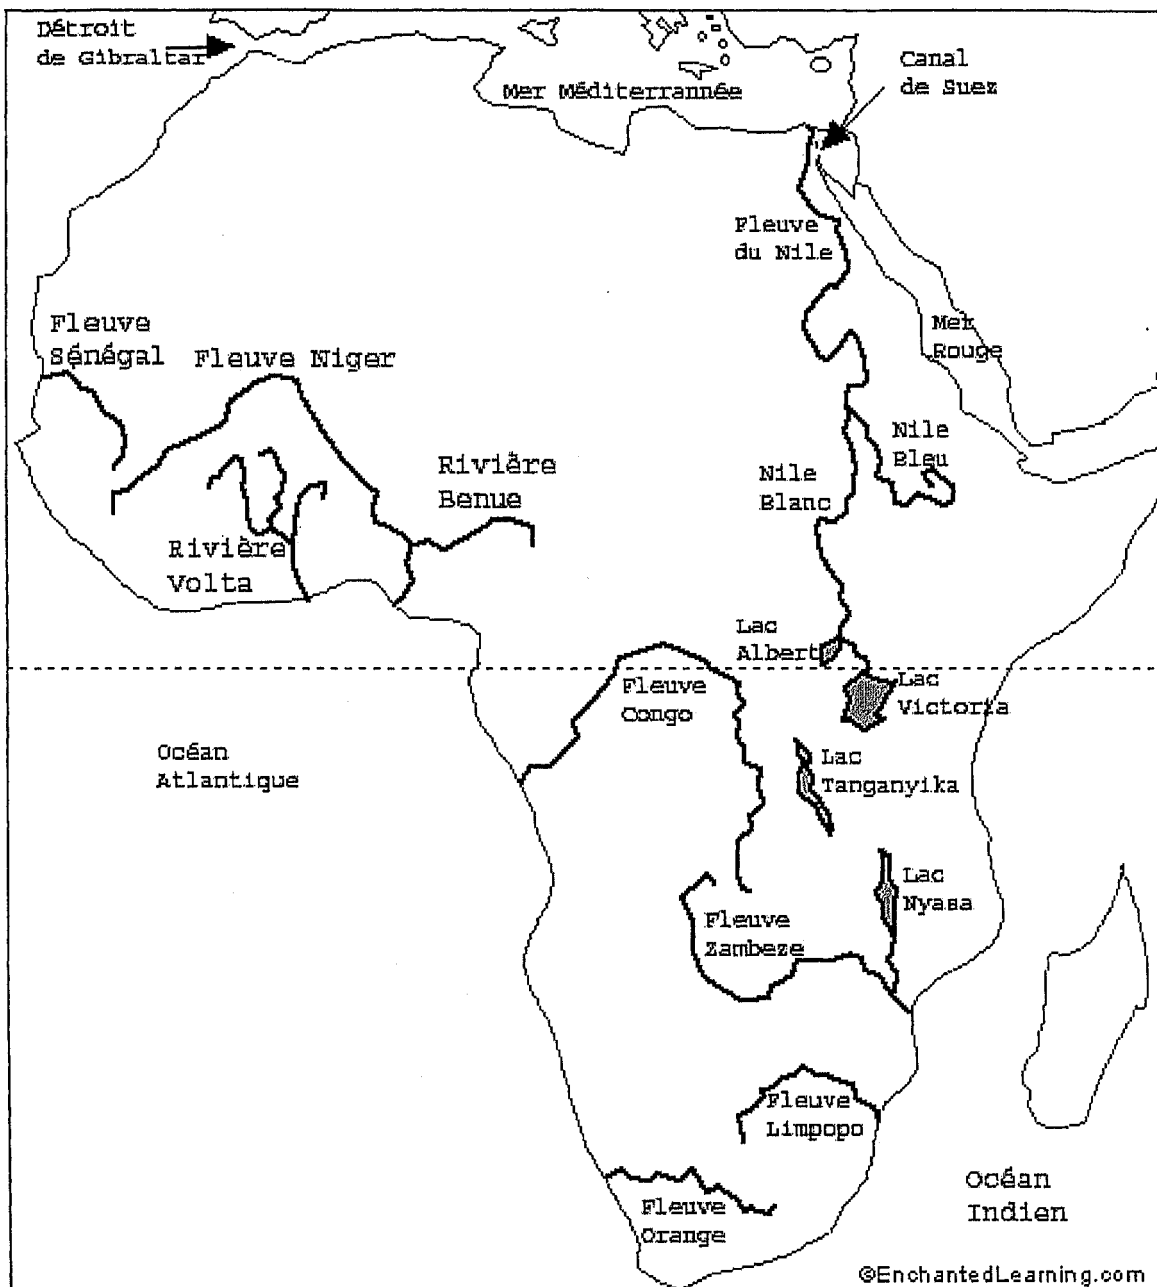 Détroit
de Gibraltar
Canal
de Suez
Mer Méditerrannée
Fleuve
du Nile
Mer
Rouge
Fleuve
Sénégal
Fleuve Niger
Nile
Bleu
Rivière
Benue
Nile
Blanc
Rivière
Volta
Lac
Albert
Fleuve
Congo
Lac
Victoria
Océan
Atlantique
Lac
Tanganyika
Lac
Nyasa
Fleuve
Zambeze
Fleuve
Limpopo
Océan
Indien
Fleuve
Orange
©EnchantedLearning.com